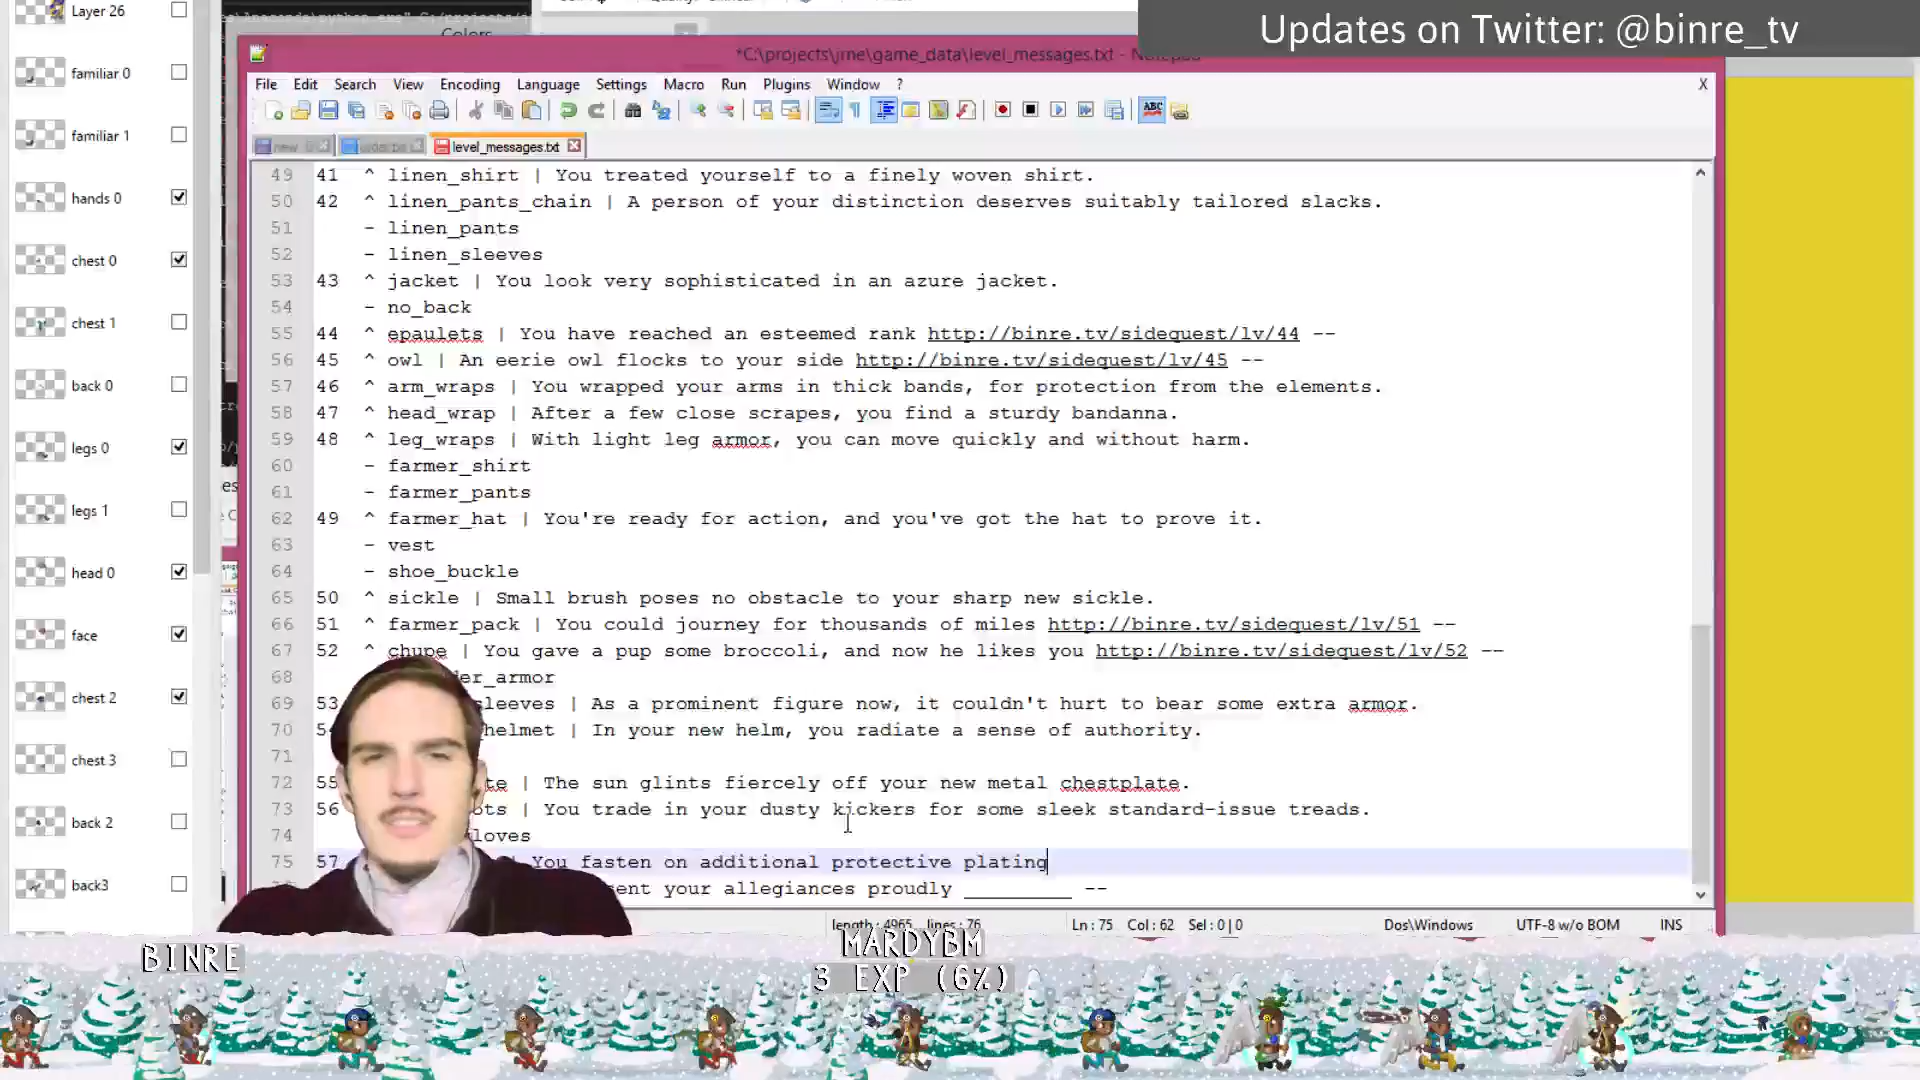 Updates on Twitter: @binre_tv
Layer 26
familiar 0
familiar 1
hands 0
chest 0
chest 1
back 0
legs 0
legs 1
head 0
face
chest 2
chest 3
back 2
back3
*C:\projects\jrne\game_data\level_messages.txt - Notepad
File Edit Search View Encoding Language Settings Macro Run Plugins Window ? X
level_messages.txt
49 41 ^ linen_shirt | You treated yourself to a finely woven shirt.
50 42 ^ linen_pants_chain | A person of your distinction deserves suitably tailored slacks.
51 - linen_pants
52 - linen_sleeves
53 43 ^ jacket | You look very sophisticated in an azure jacket.
54 - no_back
55 44 ^ epaulets | You have reached an esteemed rank http://binre.tv/sidequest/lv/44 --
56 45 ^ owl | An eerie owl flocks to your side http://binre.tv/sidequest/lv/45 --
57 46 ^ arm_wraps | You wrapped your arms in thick bands, for protection from the elements.
58 47 ^ head_wrap | After a few close scrapes, you find a sturdy bandanna.
59 48 ^ leg_wraps | With light leg armor, you can move quickly and without harm.
60 - farmer_shirt
61 - farmer_pants
62 49 ^ farmer_hat | You're ready for action, and you've got the hat to prove it.
63 - vest
64 - shoe_buckle
65 50 ^ sickle | Small brush poses no obstacle to your sharp new sickle.
66 51 ^ farmer_pack | You could journey for thousands of miles http://binre.tv/sidequest/lv/51 --
67 52 ^ chupe | You gave a pup some broccoli, and now he likes you http://binre.tv/sidequest/lv/52 --
68 der_armor
69 53 sleeves | As a prominent figure now, it couldn't hurt to bear some extra armor.
70 helmet | In your new helm, you radiate a sense of authority.
71
72 55 te | The sun glints fiercely off your new metal chestplate.
73 56 ots | You trade in your dusty kickers for some sleek standard-issue treads.
74 loves
75 57 | You fasten on additional protective plating
ent your allegiances proudly _________ --
length : 4965 lines : 76 Ln : 75 Col : 62 Sel : 0 | 0 Dos\Windows UTF-8 w/o BOM INS
BINRE
MARDYBM
3 EXP (6%)